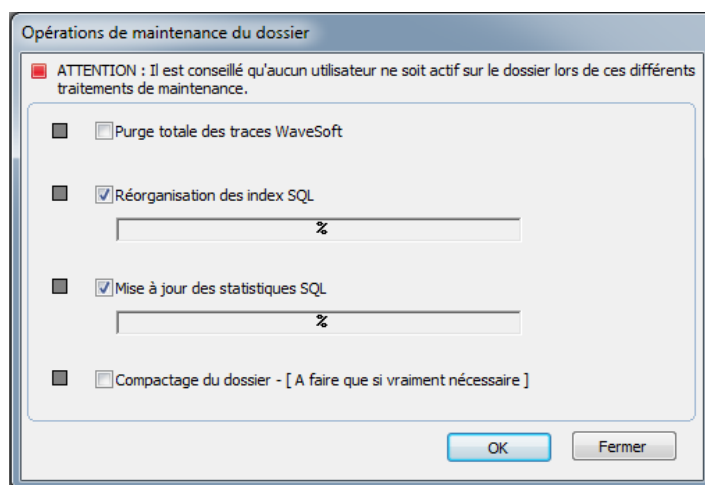 Opérations de maintenance du dossier
ATTENTION : Il est conseillé qu'aucun utilisateur ne soit actif sur le dossier lors de ces différents
traitements de maintenance.
Purge totale des traces WaveSoft
Réorganisation des index SQL
%
Mise à jour des statistiques SQL
%
Compactage du dossier - [ A faire que si vraiment nécessaire ]
OK Fermer